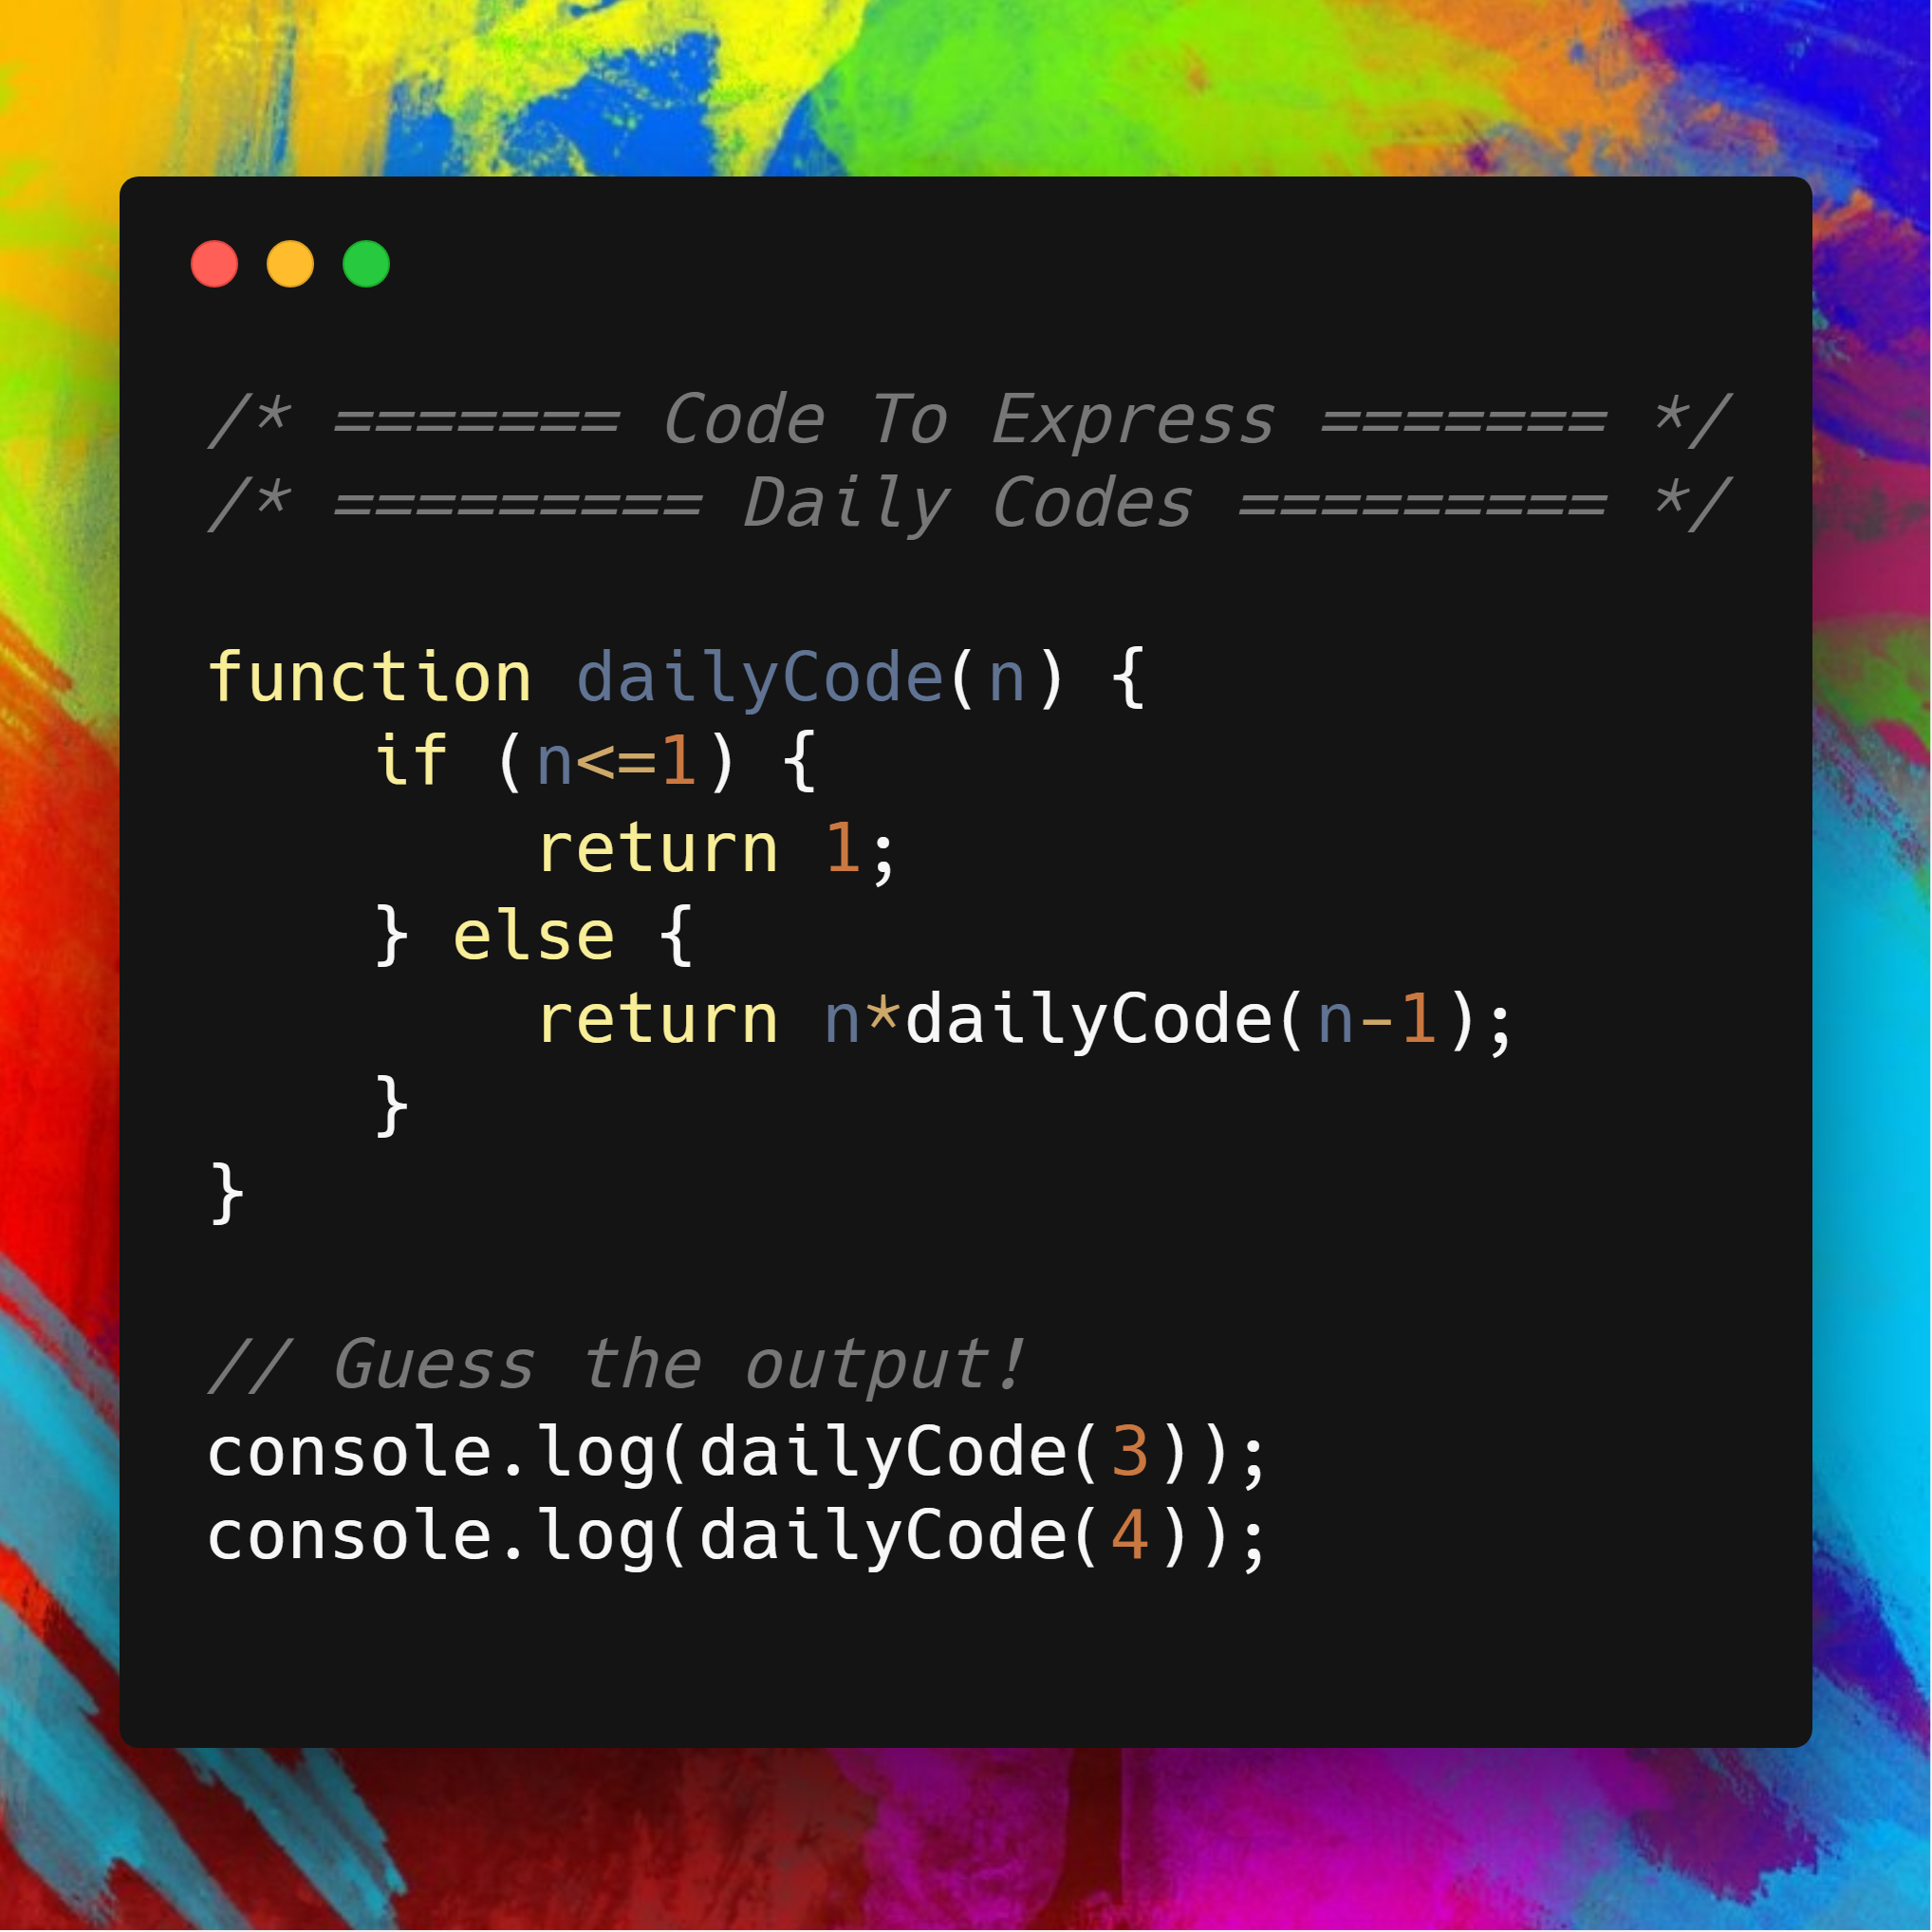 /* ======= Code To Express ======= */
/* ========= Daily Codes ========= */
function dailyCode(n) {
    if (n<=1) {
        return 1;
    } else {
        return n*dailyCode(n-1);
    }
}
// Guess the output!
console.log(dailyCode(3));
console.log(dailyCode(4));